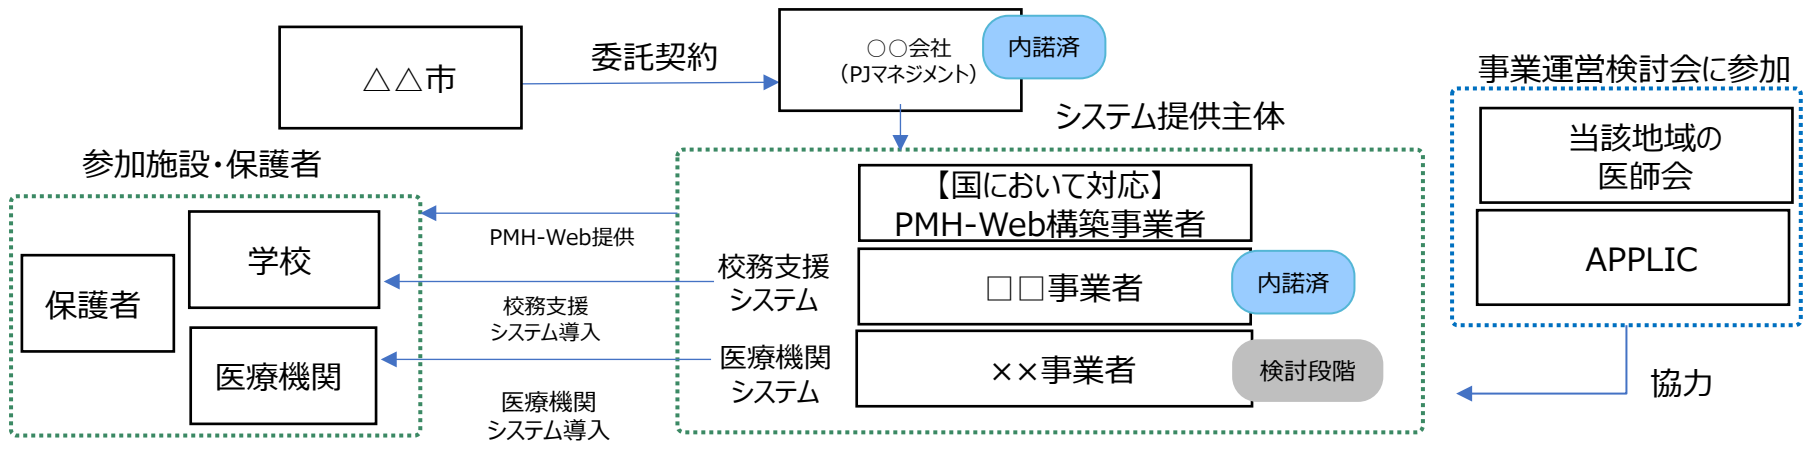 △△市
委託契約
○○会社
（PJマネジメント）
内諾済
事業運営検討会に参加
当該地域の
医師会
APPLIC
協力
システム提供主体
【国において対応】
PMH-Web構築事業者
□□事業者
内諾済
××事業者
検討段階
校務支援
システム
医療機関
システム
PMH-Web提供
校務支援
システム導入
医療機関
システム導入
参加施設・保護者
学校
保護者
医療機関